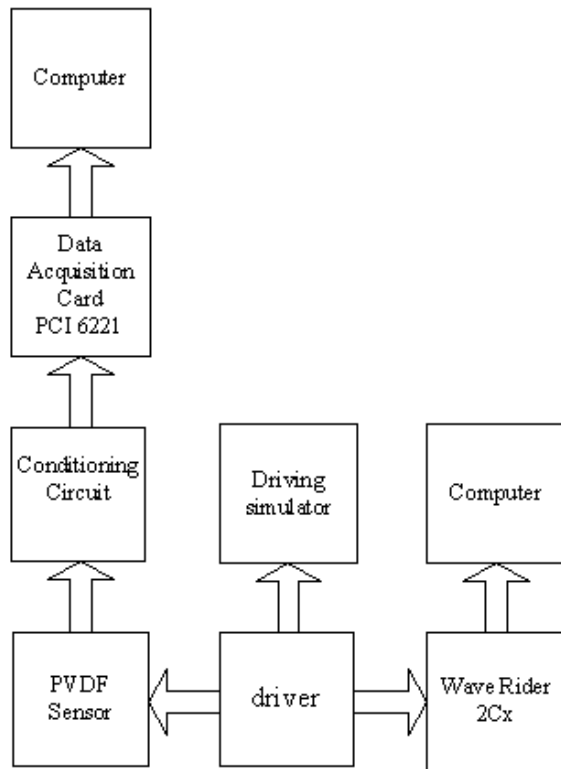 Computer
Data
Acquisition
Card
PCI 6221
Conditioning
Circuit
Driving
simulator
Computer
PVDF
Sensor
driver
Wave Rider
2Cx